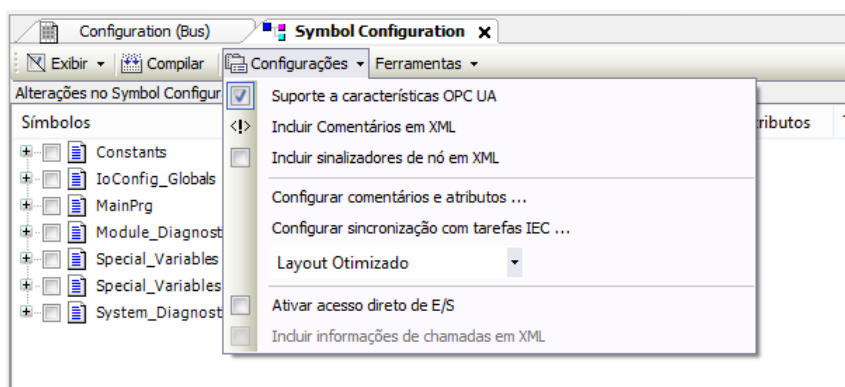 Configuration (Bus)
Symbol Configuration
Exibir
Compilar
Configurações
Ferramentas
Alterações no Symbol Configur
Símbolos
ributos
Constants
IoConfig_Globals
MainPrg
Module_Diagnost
Special_Variables
Special_Variables
System_Diagnost
Suporte a características OPC UA
Incluir Comentários em XML
Incluir sinalizadores de nó em XML
Configurar comentários e atributos ...
Configurar sincronização com tarefas IEC ...
Layout Otimizado
Ativar acesso direto de E/S
Incluir informações de chamadas em XML